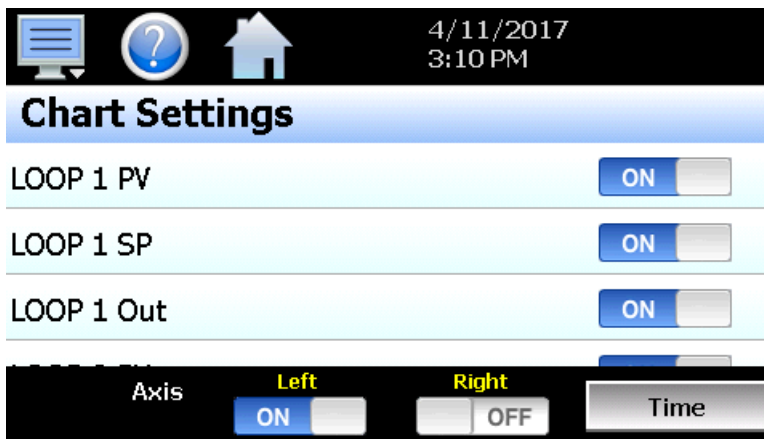 4/11/2017
3:10 PM
Chart Settings
LOOP 1 PV ON
LOOP 1 SP ON
LOOP 1 Out ON
Left Right
Axis ON OFF Time